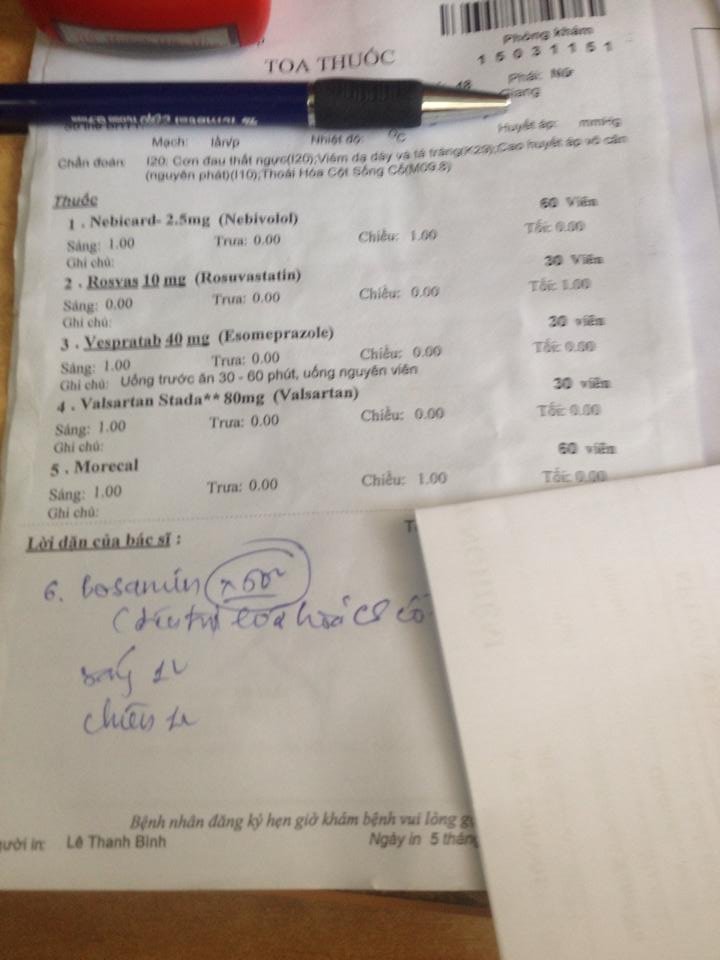 TOA THUỐC
Phòng khám
1 5 0 3 1 1 5 1
Phái: Nữ
Giang
Mạch: lần/p Nhiệt độ: °C Huyết áp: mmHg
Chẩn đoán: I20: Cơn đau thắt ngực(I20);Viêm dạ dày và tá tràng(K29);Cao huyết áp vô căn
(nguyên phát)(I10);Thoái Hóa Cột Sống Cổ(M09.8)
Thuốc
60 Viên
1 . Nebicard- 2.5mg (Nebivolol)
Sáng: 1.00 Trưa: 0.00 Chiều: 1.00 Tối: 0.00
Ghi chú:
30 Viên
2 . Rosvas 10 mg (Rosuvastatin)
Sáng: 0.00 Trưa: 0.00 Chiều: 0.00 Tối: 1.00
Ghi chú:
30 viên
3 . Vespratab 40 mg (Esomeprazole)
Sáng: 1.00 Trưa: 0.00 Chiều: 0.00 Tối: 0.00
Ghi chú: Uống trước ăn 30 - 60 phút, uống nguyên viên
30 viên
4 . Valsartan Stada** 80mg (Valsartan)
Sáng: 1.00 Trưa: 0.00 Chiều: 0.00 Tối: 0.00
Ghi chú:
60 viên
5 . Morecal
Sáng: 1.00 Trưa: 0.00 Chiều: 1.00 Tối: 0.00
Ghi chú:
Lời dặn của bác sĩ :
6. bosamin x 60v
(điều trị thoá hoá CS cổ
sáng 1v
chiều 1v
Bệnh nhân đăng ký hẹn giờ khám bệnh vui lòng
gười in: Lê Thanh Bình Ngày in 5 thán